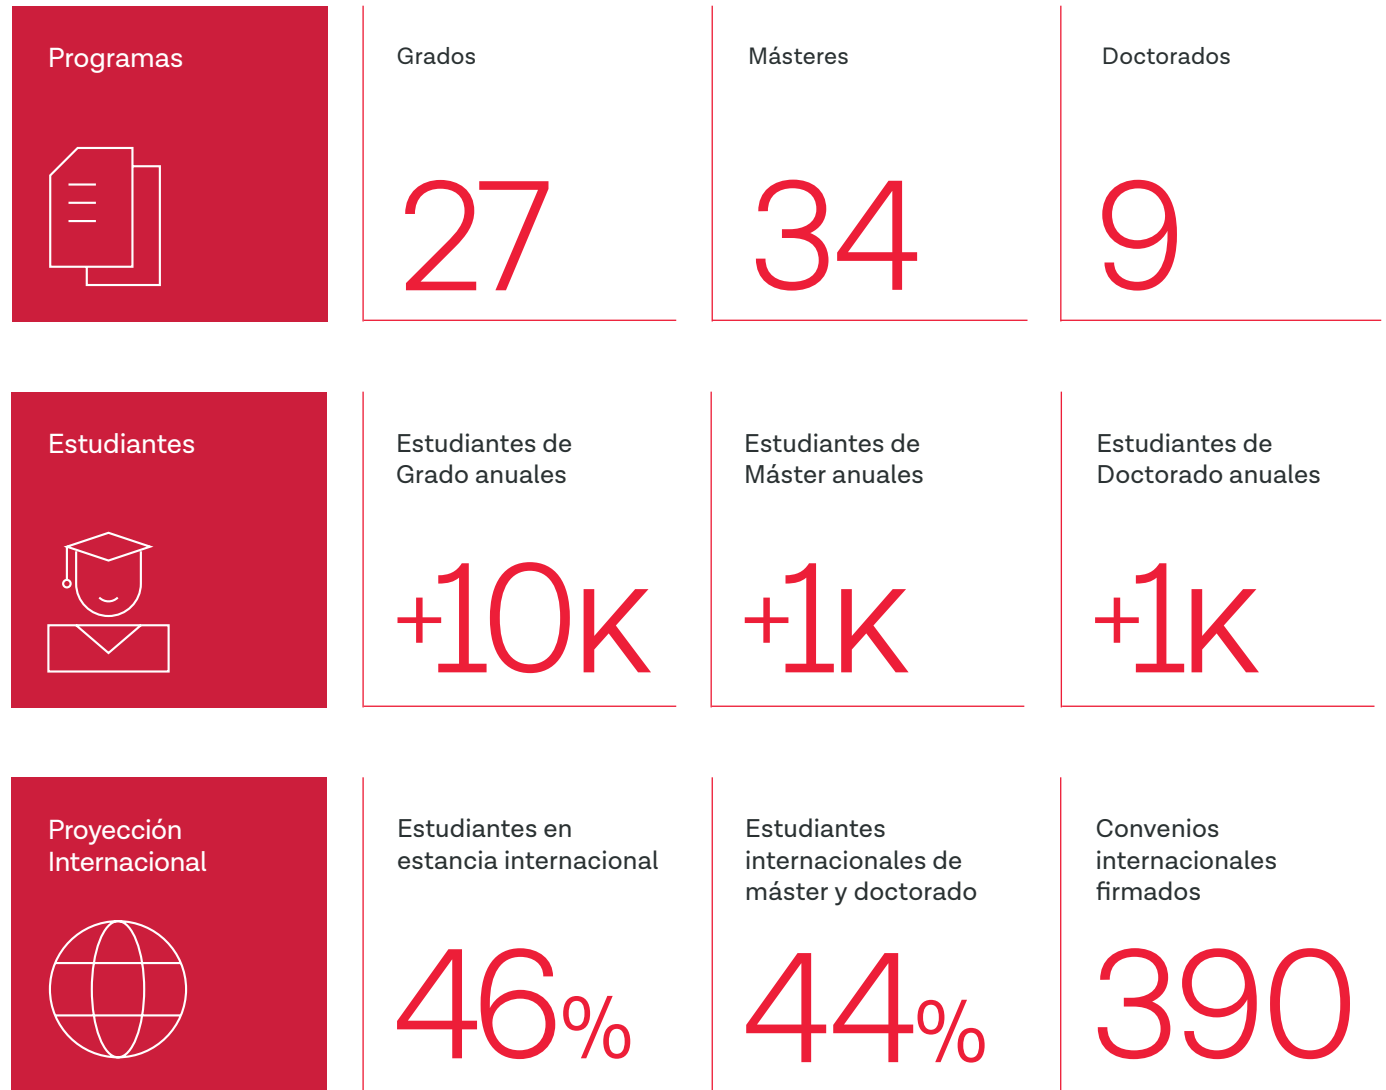 Programas
Grados
Másteres
Doctorados
27
34
9
Estudiantes
Estudiantes de
Grado anuales
Estudiantes de
Máster anuales
Estudiantes de
Doctorado anuales
+10K
+1K
+1K
Proyección
Internacional
Estudiantes en
estancia internacional
Estudiantes
internacionales de
máster y doctorado
Convenios
internacionales
firmados
46%
44%
390